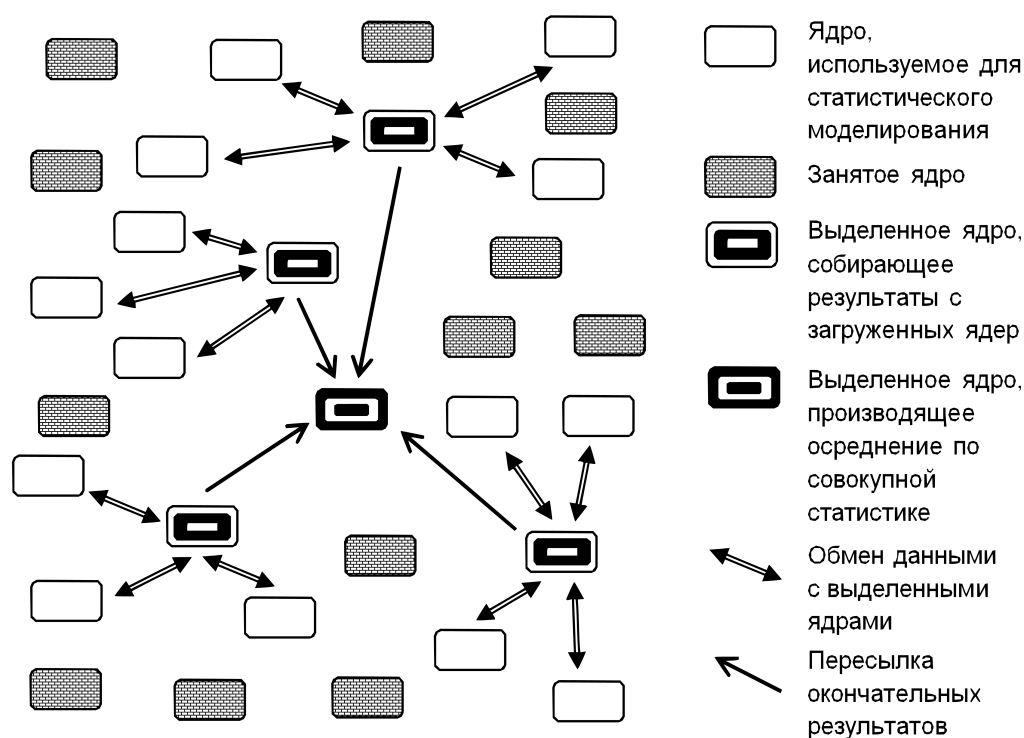 Ядро,
используемое для
статистического
моделирования
Занятое ядро
Выделенное ядро,
собирающее
результаты с
загруженных ядер
Выделенное ядро,
производящее
осреднение по
совокупной
статистике
Обмен данными
с выделенными
ядрами
Пересылка
окончательных
результатов